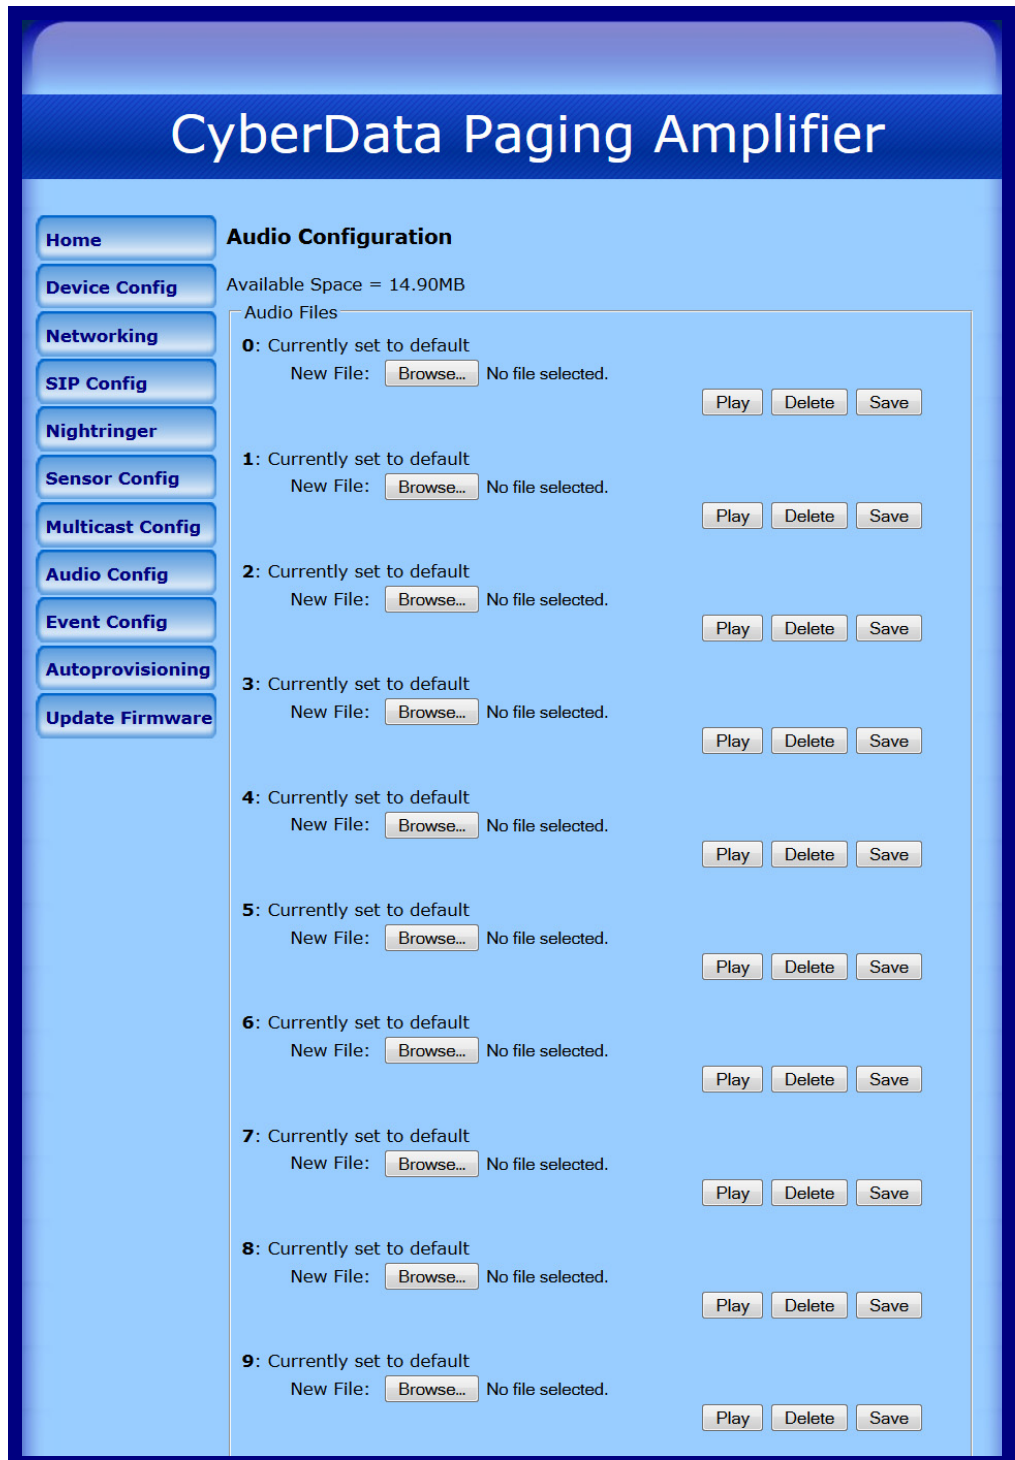 CyberData Paging Amplifier
Home
Device Config
Networking
SIP Config
Nightringer
Sensor Config
Multicast Config
Audio Config
Event Config
Autoprovisioning
Update Firmware
Audio Configuration
Available Space = 14.90MB
Audio Files
0: Currently set to default
New File: Browse... No file selected.
Play Delete Save
1: Currently set to default
New File: Browse... No file selected.
Play Delete Save
2: Currently set to default
New File: Browse... No file selected.
Play Delete Save
3: Currently set to default
New File: Browse... No file selected.
Play Delete Save
4: Currently set to default
New File: Browse... No file selected.
Play Delete Save
5: Currently set to default
New File: Browse... No file selected.
Play Delete Save
6: Currently set to default
New File: Browse... No file selected.
Play Delete Save
7: Currently set to default
New File: Browse... No file selected.
Play Delete Save
8: Currently set to default
New File: Browse... No file selected.
Play Delete Save
9: Currently set to default
New File: Browse... No file selected.
Play Delete Save